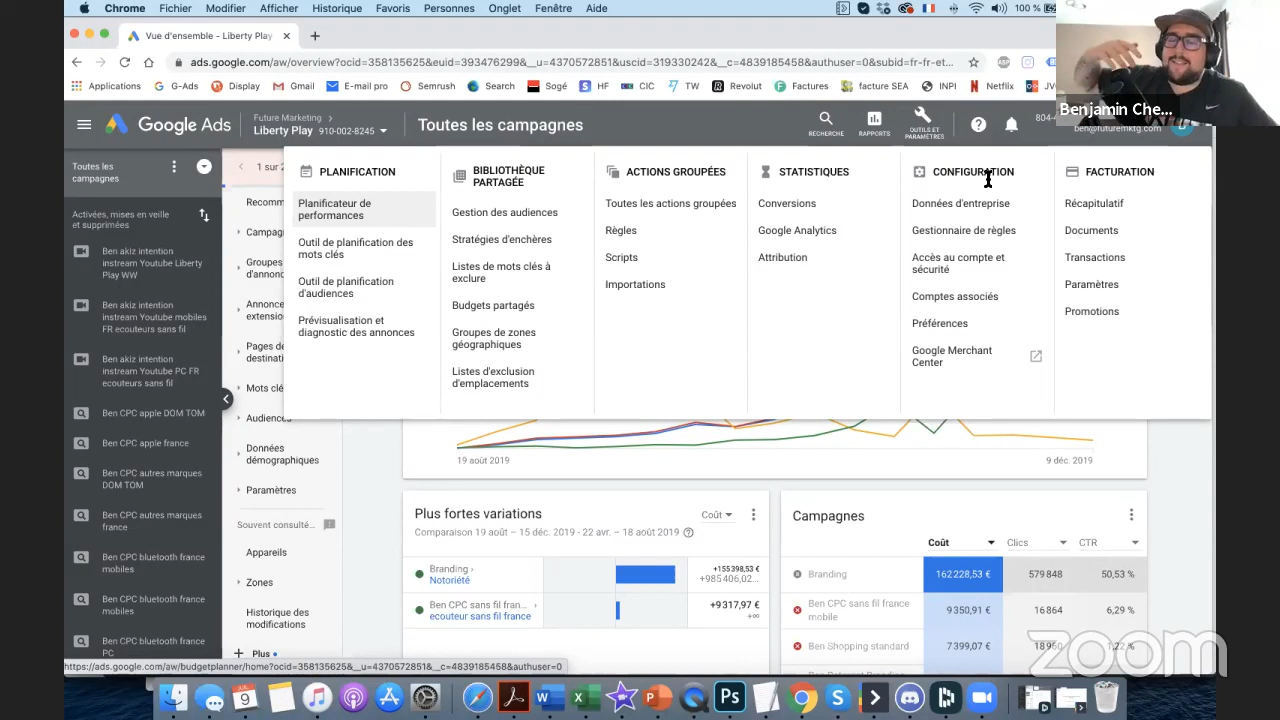 Chrome Fichier Modifier Afficher Historique Favoris Personnes Onglet Fenêtre Aide 100 %
Vue d'ensemble - Liberty Play
ads.google.com/aw/overview?ocid=358135625&euid=393476299&__u=4370572851&uscid=319330242&__c=4839185458&authuser=0&subid=fr-fr-et...
Applications G-Ads Display Gmail E-mail pro Semrush Search Sogé HF CIC TW Revolut Factures facture SEA INPI Netflix
Benjamin Che...
Google Ads
Future Marketing
Liberty Play 910-002-8245
Toutes les campagnes
RECHERCHE
RAPPORTS
OUTILS ET PARAMÈTRES
804-
ben@futuremktg.com
Toutes les campagnes
1 sur 2
Activées, mises en veille et supprimées
Ben akiz intention instream Youtube Liberty Play WW
Ben akiz intention instream Youtube mobiles FR ecouteurs sans fil
Ben akiz intention instream Youtube PC FR ecouteurs sans fil
Ben CPC apple DOM TOM
Ben CPC apple france
Ben CPC autres marques DOM TOM
Ben CPC autres marques france
Ben CPC bluetooth france mobiles
Ben CPC bluetooth france mobiles
Ben CPC bluetooth france PC
Recomm
Campag
Groupes d'annonc
Annonce extensio
Pages de destinati
Mots clé
Audiences
Données démographiques
Paramètres
Souvent consulté...
Appareils
Zones
Historique des modifications
Plus
PLANIFICATION
Planificateur de performances
Outil de planification des mots clés
Outil de planification d'audiences
Prévisualisation et diagnostic des annonces
BIBLIOTHÈQUE PARTAGÉE
Gestion des audiences
Stratégies d'enchères
Listes de mots clés à exclure
Budgets partagés
Groupes de zones géographiques
Listes d'exclusion d'emplacements
ACTIONS GROUPÉES
Toutes les actions groupées
Règles
Scripts
Importations
STATISTIQUES
Conversions
Google Analytics
Attribution
CONFIGURATION
Données d'entreprise
Gestionnaire de règles
Accès au compte et sécurité
Comptes associés
Préférences
Google Merchant Center
FACTURATION
Récapitulatif
Documents
Transactions
Paramètres
Promotions
19 août 2019 9 déc. 2019
Plus fortes variations Coût
Comparaison 19 août – 15 déc. 2019 - 22 avr. – 18 août 2019
Branding › Notoriété +155 398,53 € +985 406,02...
Ben CPC sans fil fran... › ecouteur sans fil france +9 317,97 € +∞
Campagnes
Coût Clics CTR
Branding 162 228,53 € 579 848 50,53 %
Ben CPC sans fil france mobile 9 350,91 € 16 864 6,29 %
Ben Shopping standard 7 399,07 € 18 950 1,22 %
https://ads.google.com/aw/budgetplanner/home?ocid=358135625&__u=4370572851&__c=4839185458&authuser=0
zoom